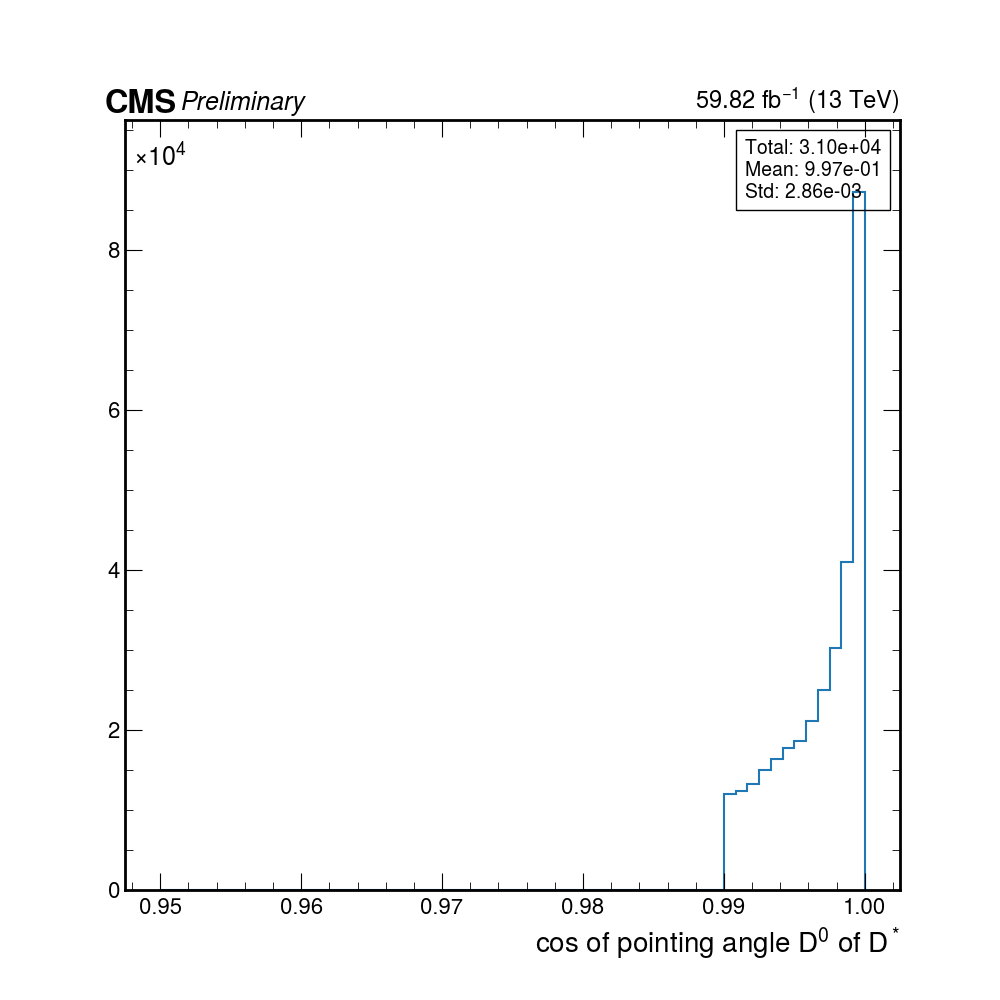 CMS Preliminary 59.82 fb⁻¹ (13 TeV)
×10⁴
Total: 3.10e+04
Mean: 9.97e-01
Std: 2.86e-03
8
6
4
2
0
0.95 0.96 0.97 0.98 0.99 1.00
cos of pointing angle D⁰ of D*